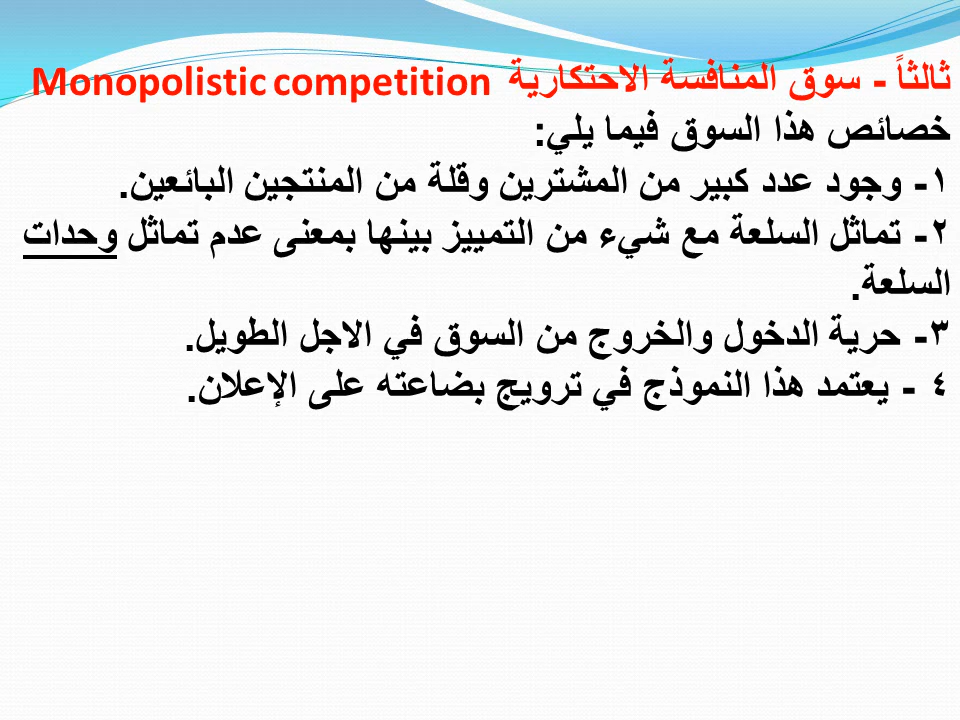 ثالثاً - سوق المنافسة الاحتكارية Monopolistic competition
خصائص هذا السوق فيما يلي:
١- وجود عدد كبير من المشترين وقلة من المنتجين البائعين.
٢- تماثل السلعة مع شيء من التمييز بينها بمعنى عدم تماثل وحدات
السلعة.
٣- حرية الدخول والخروج من السوق في الاجل الطويل.
٤ - يعتمد هذا النموذج في ترويج بضاعته على الإعلان.